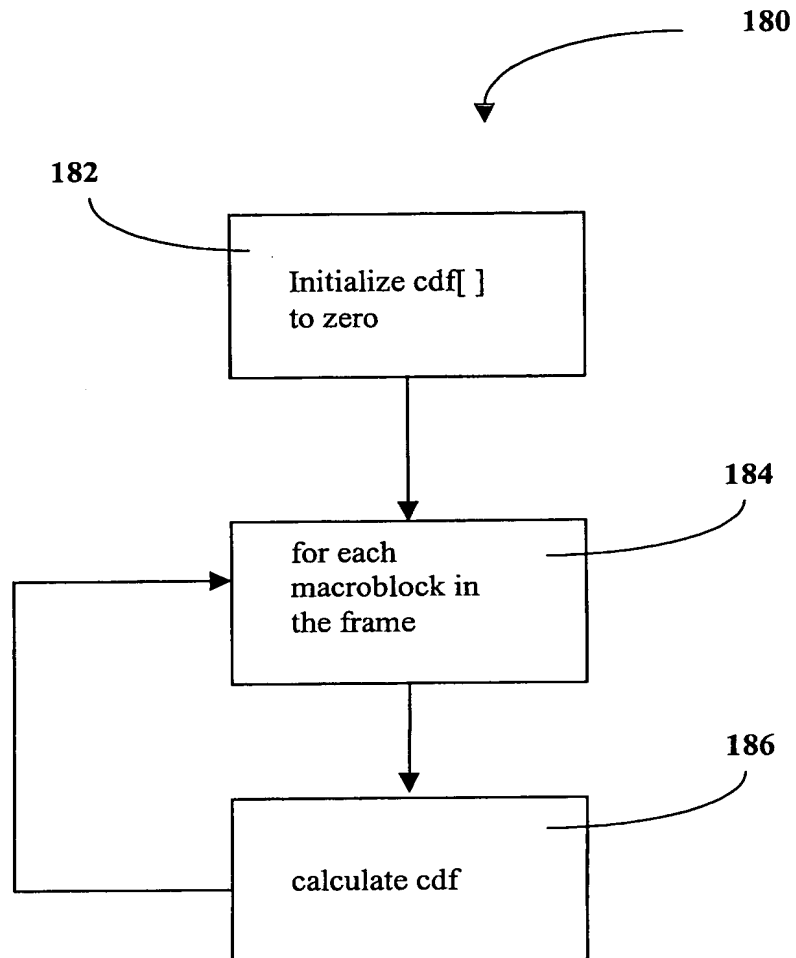 180
182
Initialize cdf[ ]
to zero
184
for each
macroblock in
the frame
186
calculate cdf